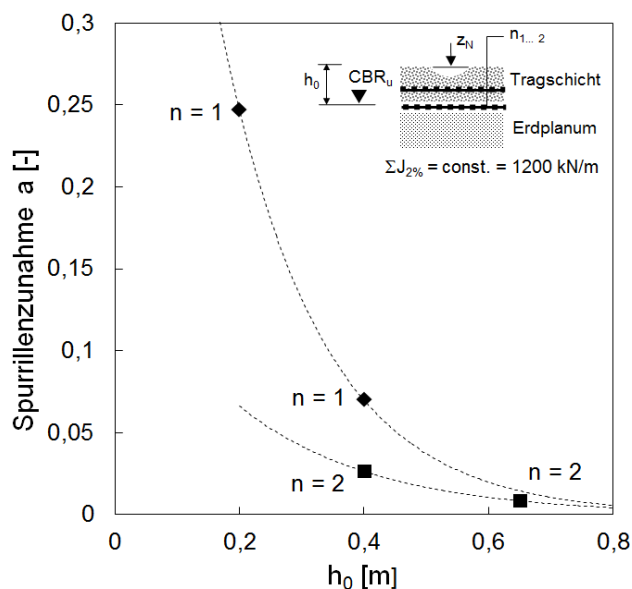 0,3
0,25
0,2
0,15
0,1
0,05
0
Spurrillenzunahme a [-]
0
0,2
0,4
0,6
0,8
h₀ [m]
n = 1
n = 1
n = 2
n = 2
z_N
n₁... ₂
h₀
CBRᵤ
Tragschicht
Erdplanum
ΣJ₂% = const. = 1200 kN/m